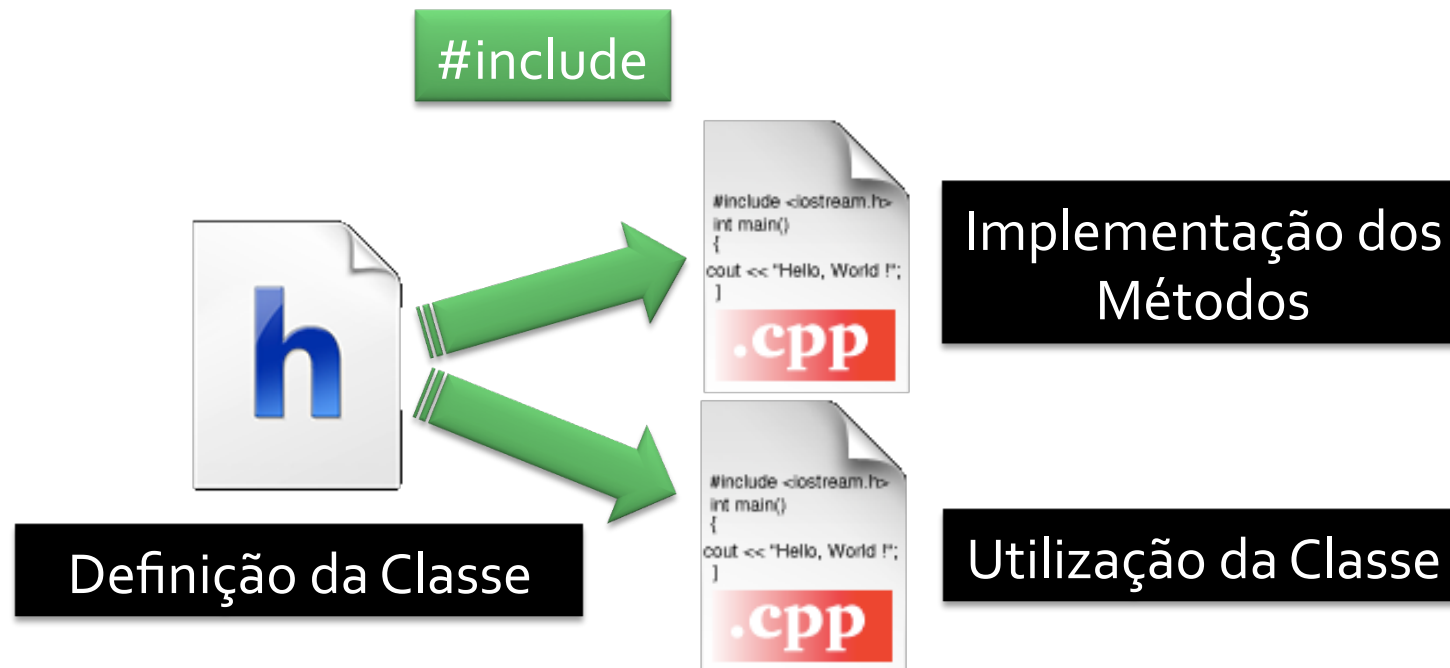 #include
h
Definição da Classe
#include <iostream.h>
int main()
{
cout << "Hello, World !";
]
.cpp
Implementação dos
Métodos
#include <iostream.h>
int main()
{
cout << "Hello, World !";
]
.cpp
Utilização da Classe